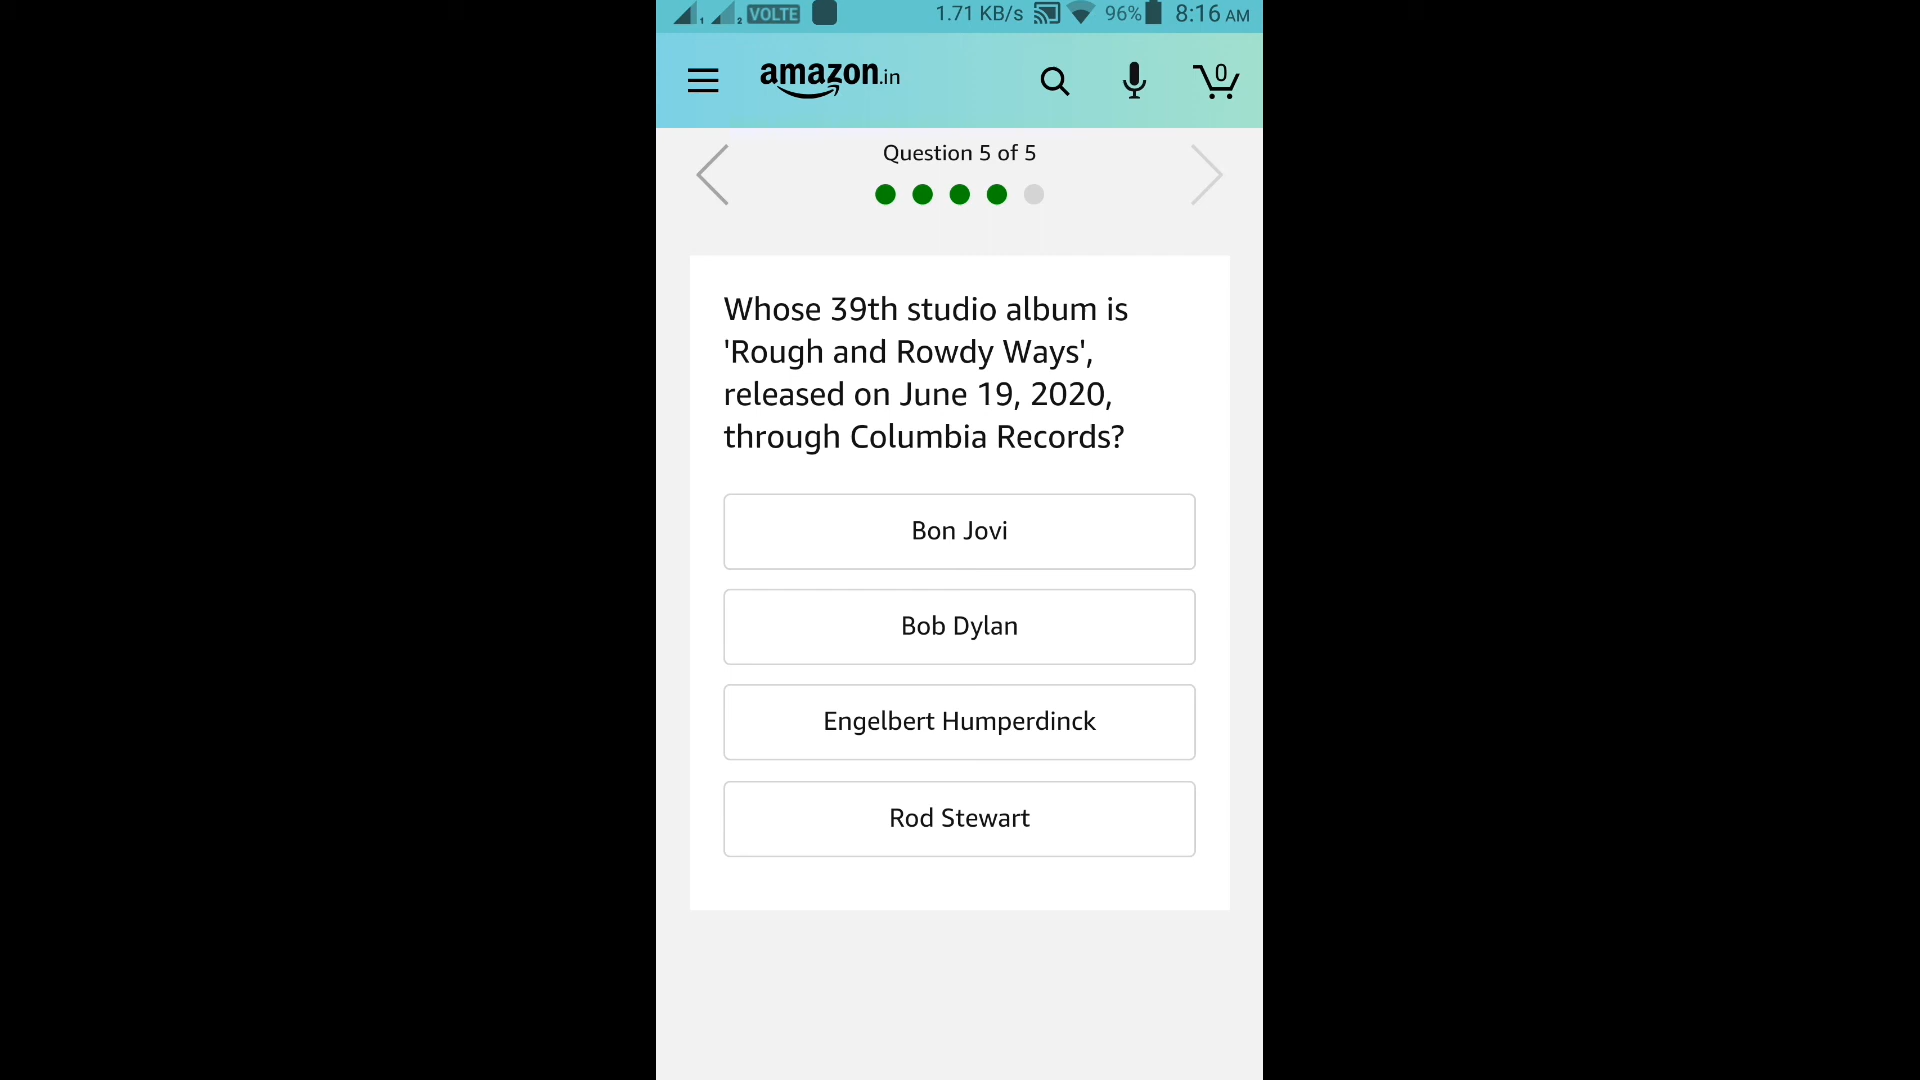 1 2 VOLTE 1.71 KB/s 96% 8:16 AM
amazon.in 0
Question 5 of 5
Whose 39th studio album is
'Rough and Rowdy Ways',
released on June 19, 2020,
through Columbia Records?
Bon Jovi
Bob Dylan
Engelbert Humperdinck
Rod Stewart